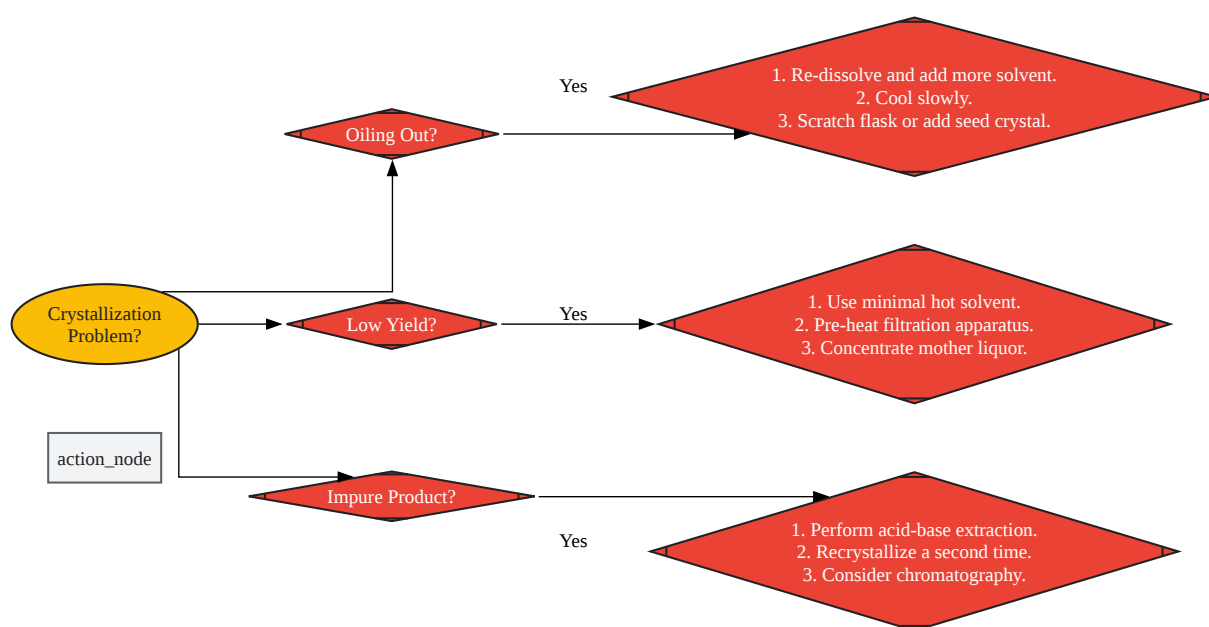 Yes
1. Re-dissolve and add more solvent.
2. Cool slowly.
3. Scratch flask or add seed crystal.
Oiling Out?
Crystallization
Problem?
Low Yield?
Yes
1. Use minimal hot solvent.
2. Pre-heat filtration apparatus.
3. Concentrate mother liquor.
action_node
Impure Product?
Yes
1. Perform acid-base extraction.
2. Recrystallize a second time.
3. Consider chromatography.